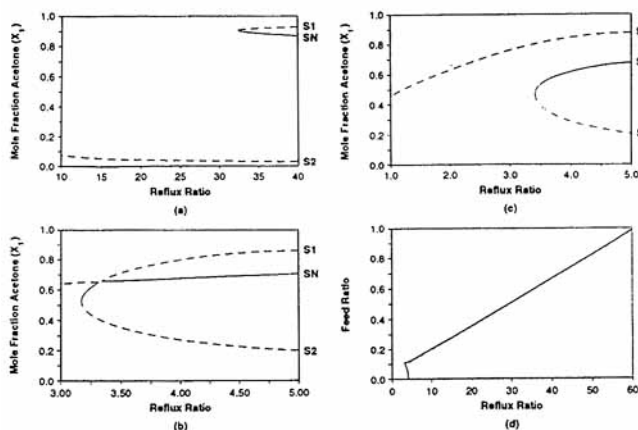 Mole Fraction Acetone (X1)
1.0
0.8
0.6
0.4
0.2
0.0
S1
SN
S2
10 15 20 25 30 35 40
Reflux Ratio
(a)
Mole Fraction Acetone (X1)
1.0
0.8
0.6
0.4
0.2
0.0
1.0 2.0 3.0 4.0 5.0
Reflux Ratio
(c)
Mole Fraction Acetone (X1)
1.0
0.8
0.6
0.4
0.2
0.0
S1
SN
S2
3.00 3.50 4.00 4.50 5.00
Reflux Ratio
(b)
Feed Ratio
1.0
0.8
0.6
0.4
0.2
0.0
0 10 20 30 40 50 60
Reflux Ratio
(d)